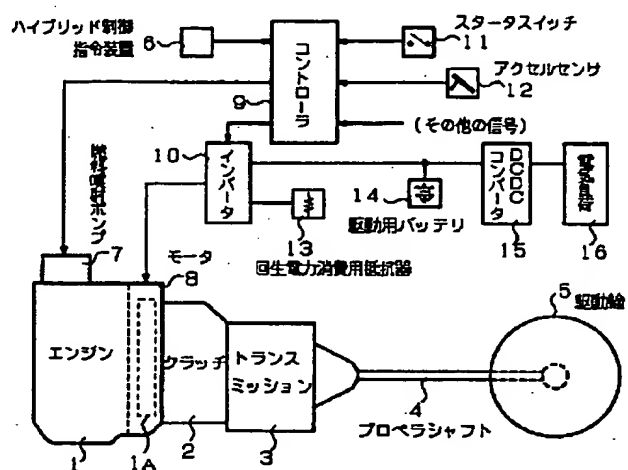 ハイブリッド制御
指令装置
6
コントローラ
9
スタータスイッチ
11
アクセルセンサ
12
(その他の信号)
10
インバータ
14
駆動用バッテリ
DCDC
コンバータ
15
16
13
回生電力消費用抵抗器
燃料噴射ポンプ
7
モータ
8
エンジン
クラッチ
トランス
ミッション
5
駆動輪
4
プロペラシャフト
1
1A
2
3